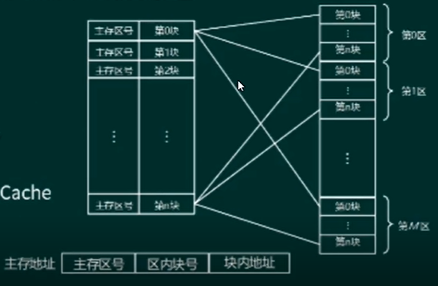 主存区号 第0块
主存区号 第1块
主存区号 第2块
⋮ ⋮
主存区号 第n块
Cache
第0块
⋮
第n块
第0区
第0块
⋮
第n块
第1区
⋮
第0块
⋮
第n块
第M区
主存地址 主存区号 区内块号 块内地址